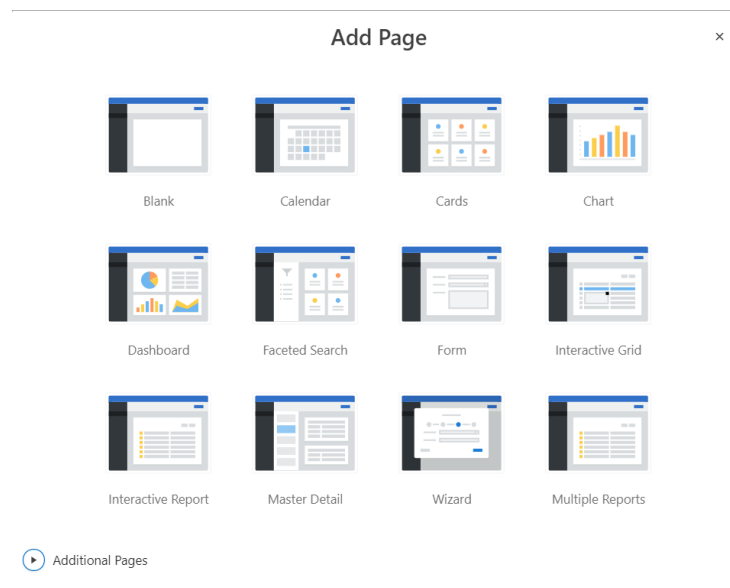 Add Page
×
Blank Calendar Cards Chart
Dashboard Faceted Search Form Interactive Grid
Interactive Report Master Detail Wizard Multiple Reports
Additional Pages